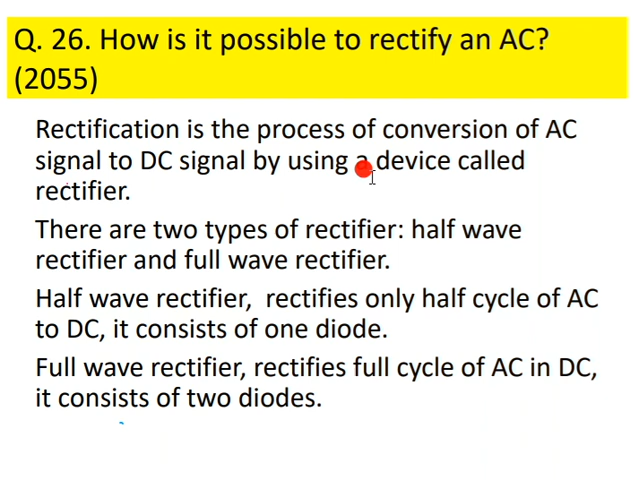 Q. 26. How is it possible to rectify an AC?
(2055)
Rectification is the process of conversion of AC
signal to DC signal by using a device called
rectifier.
There are two types of rectifier: half wave
rectifier and full wave rectifier.
Half wave rectifier, rectifies only half cycle of AC
to DC, it consists of one diode.
Full wave rectifier, rectifies full cycle of AC in DC,
it consists of two diodes.